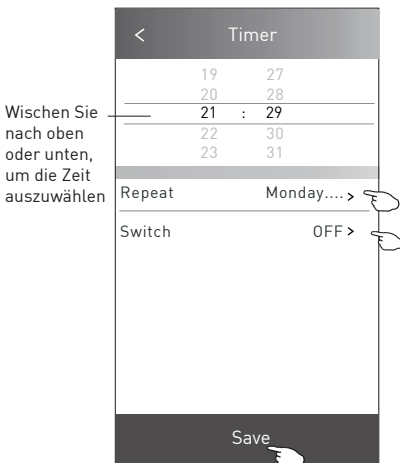 < Timer
19 27
20 28
21 : 29
22 30
23 31
Wischen Sie
nach oben
oder unten,
um die Zeit
auszuwählen
Repeat Monday.... >
Switch OFF >
Save